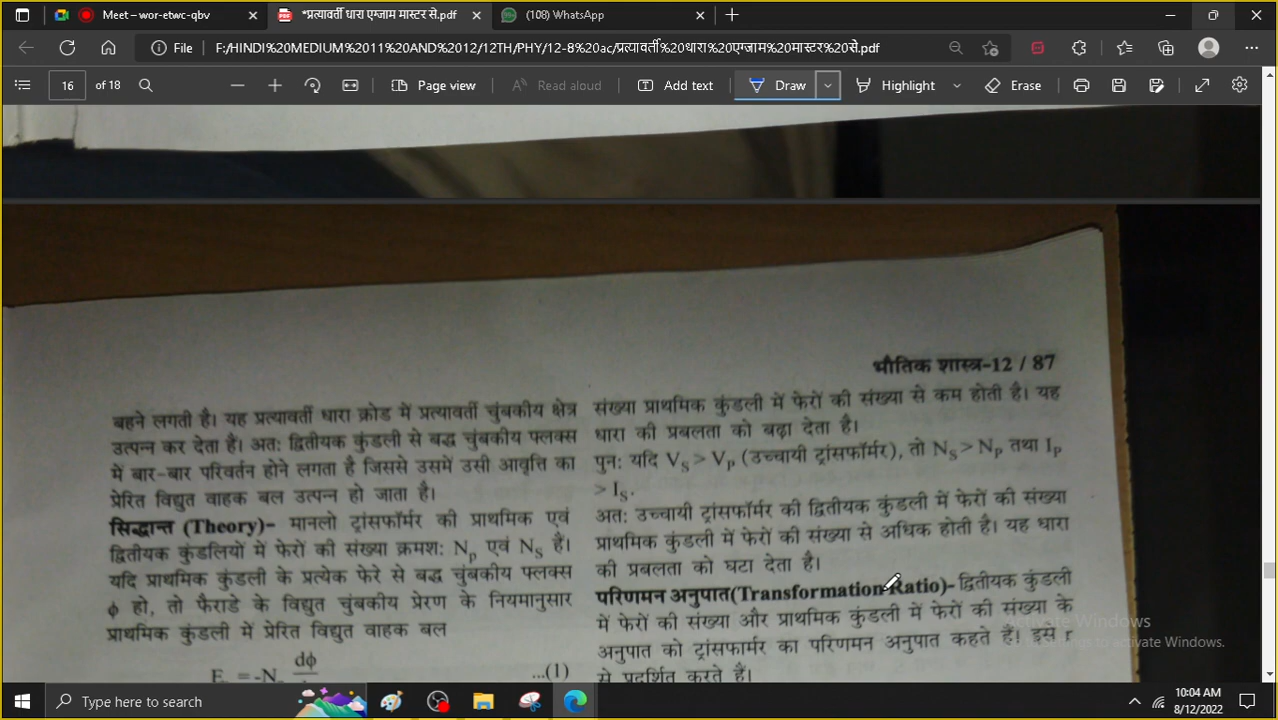 Meet – wor-etwc-qbv
*प्रत्यावर्ती धारा एग्जाम मास्टर से.pdf
(108) WhatsApp
File
F:/HINDI%20MEDIUM%2011%20AND%2012/12TH/PHY/12-8%20ac/प्रत्यावर्ती%20धारा%20एग्जाम%20मास्टर%20से.pdf
16 of 18
Page view
Read aloud
Add text
Draw
Highlight
Erase
भौतिक शास्त्र-12 / 87
बहने लगती है। यह प्रत्यावर्ती धारा क्रोड में प्रत्यावर्ती चुंबकीय क्षेत्र
उत्पन्न कर देता है। अत: द्वितीयक कुंडली से बद्ध चुंबकीय फ्लक्स
में बार-बार परिवर्तन होने लगता है जिससे उसमें उसी आवृत्ति का
प्रेरित विद्युत वाहक बल उत्पन्न हो जाता है।
सिद्धान्त (Theory)- मानलो ट्रांसफॉर्मर की प्राथमिक एवं
द्वितीयक कुंडलियों में फेरों की संख्या क्रमश: Np एवं NS है।
यदि प्राथमिक कुंडली के प्रत्येक फेरे से बद्ध चुंबकीय फ्लक्स
ϕ हो, तो फैराडे के विद्युत चुंबकीय प्रेरण के नियमानुसार
प्राथमिक कुंडली में प्रेरित विद्युत वाहक बल
dϕ ...(1)
संख्या प्राथमिक कुंडली में फेरों की संख्या से कम होती है। यह
धारा की प्रबलता को बढ़ा देता है।
पुन: यदि VS > VP (उच्चायी ट्रांसफॉर्मर), तो NS > NP तथा IP
> IS.
अत: उच्चायी ट्रांसफॉर्मर की द्वितीयक कुंडली में फेरों की संख्या
प्राथमिक कुंडली में फेरों की संख्या से अधिक होती है। यह धारा
की प्रबलता को घटा देता है।
परिणमन अनुपात(Transformation Ratio)- द्वितीयक कुंडली
में फेरों की संख्या और प्राथमिक कुंडली में फेरों की संख्या के
अनुपात को ट्रांसफार्मर का परिणमन अनुपात कहते हैं। इसे r
से प्रदर्शित करते हैं।
Activate Windows
to activate Windows.
Type here to search
10:04 AM
8/12/2022